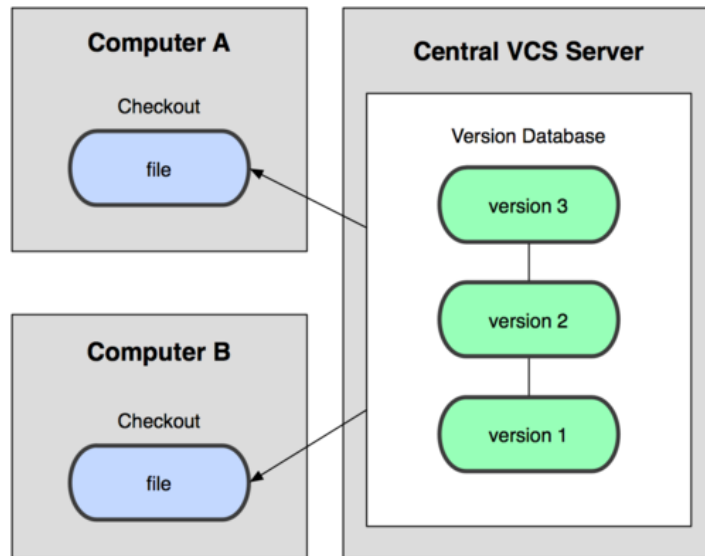 Computer A
Checkout
file
Computer B
Checkout
file
Central VCS Server
Version Database
version 3
version 2
version 1